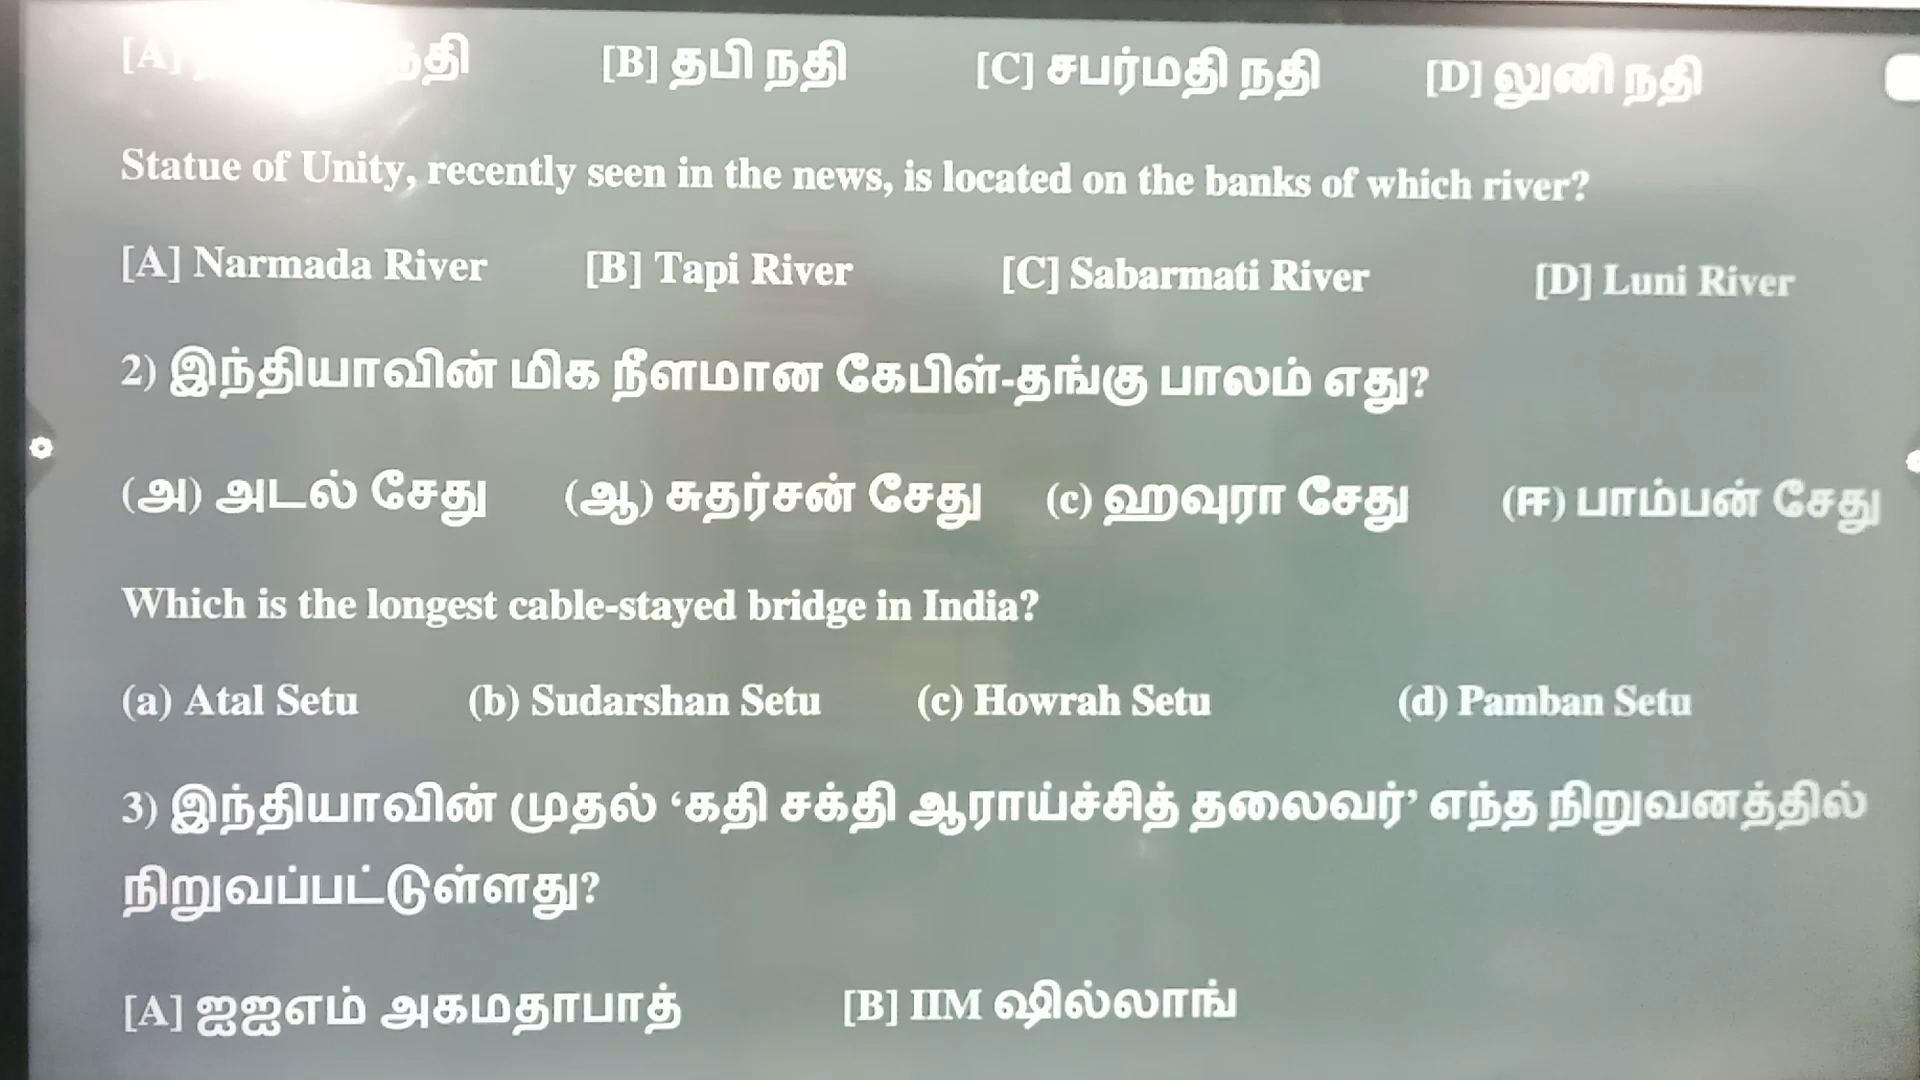 [A] நதி [B] தபி நதி [C] சபர்மதி நதி [D] லுனி நதி
Statue of Unity, recently seen in the news, is located on the banks of which river?
[A] Narmada River [B] Tapi River [C] Sabarmati River [D] Luni River
2) இந்தியாவின் மிக நீளமான கேபிள்-தங்கு பாலம் எது?
(அ) அடல் சேது (ஆ) சுதர்சன் சேது (c) ஹவுரா சேது (ஈ) பாம்பன் சேது
Which is the longest cable-stayed bridge in India?
(a) Atal Setu (b) Sudarshan Setu (c) Howrah Setu (d) Pamban Setu
3) இந்தியாவின் முதல் ‘கதி சக்தி ஆராய்ச்சித் தலைவர்’ எந்த நிறுவனத்தில்
நிறுவப்பட்டுள்ளது?
[A] ஐஐஎம் அகமதாபாத் [B] IIM ஷில்லாங்